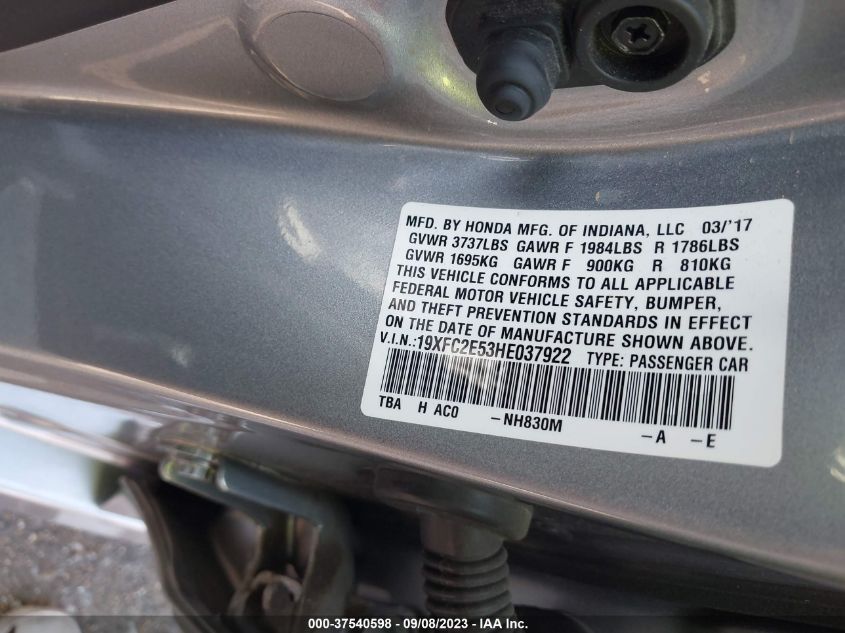 MFD. BY HONDA MFG. OF INDIANA, LLC 03/'17
GVWR 3737LBS GAWR F 1984LBS R 1786LBS
GVWR 1695KG GAWR F 900KG R 810KG
THIS VEHICLE CONFORMS TO ALL APPLICABLE
FEDERAL MOTOR VEHICLE SAFETY, BUMPER,
AND THEFT PREVENTION STANDARDS IN EFFECT
ON THE DATE OF MANUFACTURE SHOWN ABOVE.
V.I.N.:19XFC2E53HE037922 TYPE: PASSENGER CAR
TBA H AC0 -NH830M -A -E
000-37540598 - 09/08/2023 - IAA Inc.